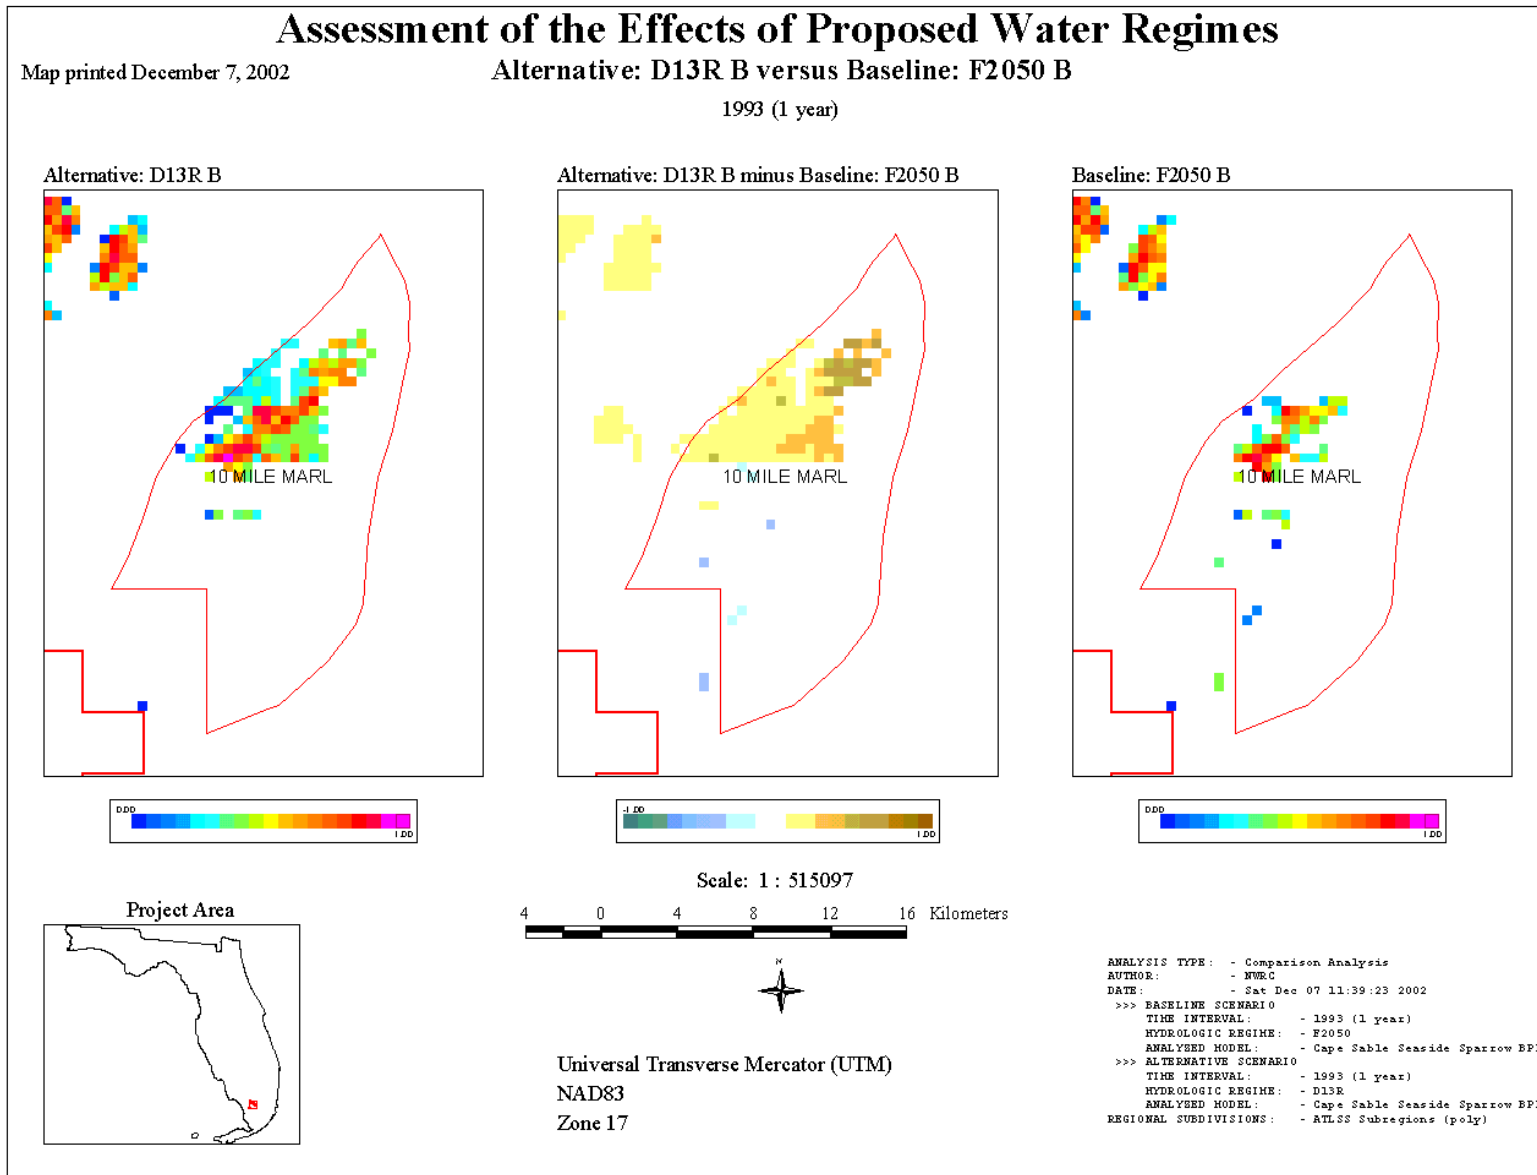 Assessment of the Effects of Proposed Water Regimes
Map printed December 7, 2002
Alternative: D13R B versus Baseline: F2050 B
1993 (1 year)
Alternative: D13R B
Alternative: D13R B minus Baseline: F2050 B
Baseline: F2050 B
10 MILE MARL
10 MILE MARL
10 MILE MARL
0.00
1.00
-1.00
1.00
0.00
1.00
Scale: 1 : 515097
Project Area
4 0 4 8 12 16 Kilometers
N
Universal Transverse Mercator (UTM)
NAD83
Zone 17
ANALYSIS TYPE: - Comparison Analysis
AUTHOR: - NWRC
DATE: - Sat Dec 07 11:39:23 2002
>>> BASELINE SCENARIO
TIME INTERVAL: - 1993 (1 year)
HYDROLOGIC REGIME: - F2050
ANALYZED MODEL: - Cape Sable Seaside Sparrow BPI
>>> ALTERNATIVE SCENARIO
TIME INTERVAL: - 1993 (1 year)
HYDROLOGIC REGIME: - D13R
ANALYZED MODEL: - Cape Sable Seaside Sparrow BPI
REGIONAL SUBDIVISIONS: - ATLSS Subregions (poly)